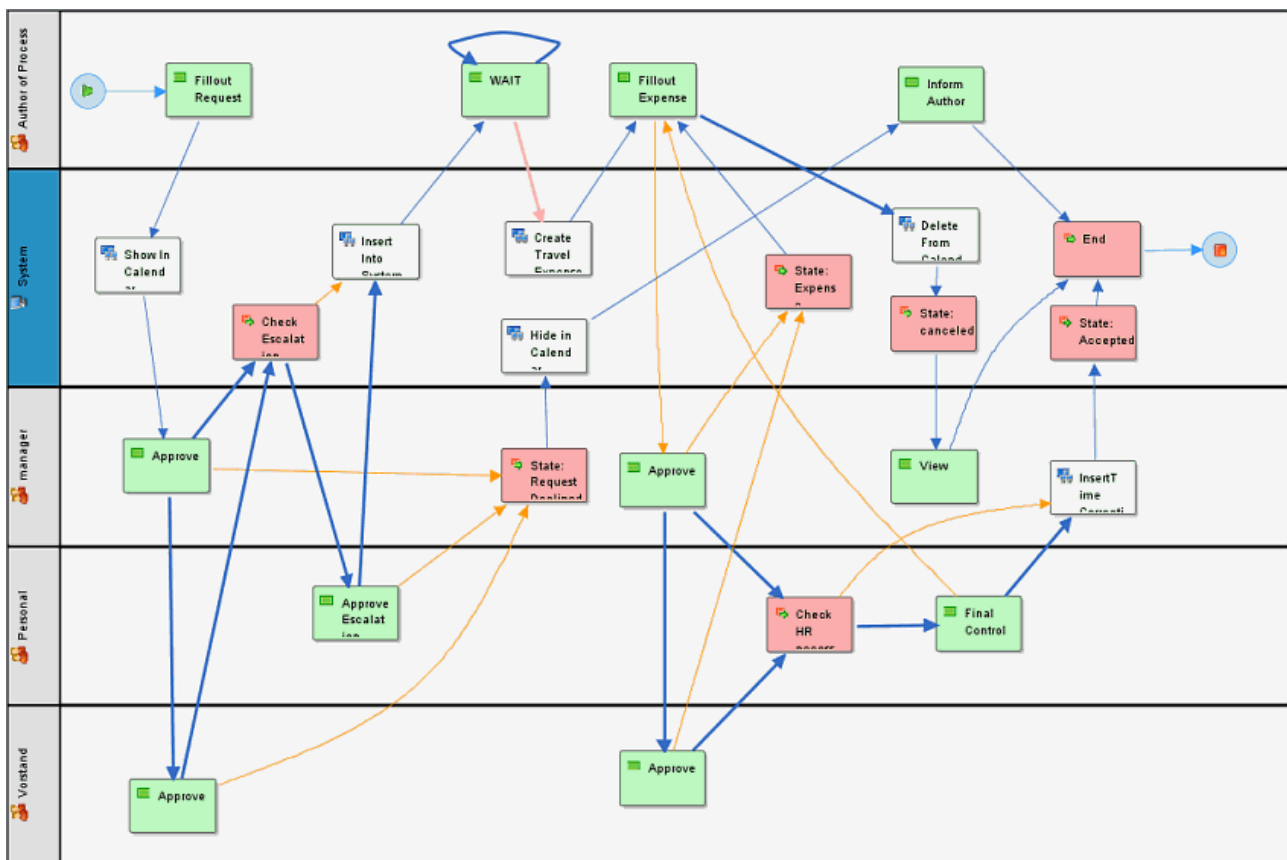 Author of Process
Fillout
Request
WAIT
Fillout
Expense
Inform
Author
System
Show In
Calend
Insert
Into
Create
Travel
Delete
From
End
State:
Expens
Check
Escalat
Hide in
Calend
State:
canceled
State:
Accepted
manager
Approve
State:
Request
Approve
View
InsertT
ime
Personal
Approve
Escalat
Check
HR
Final
Control
Vorstand
Approve
Approve